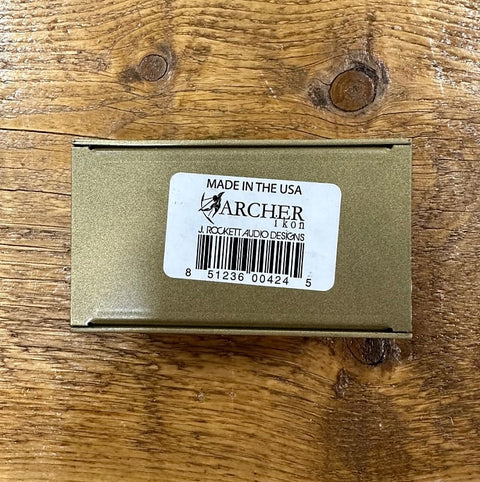 MADE IN THE USA
ARCHER
ikon
J. ROCKETT AUDIO DESIGNS
8 51236 00424 5